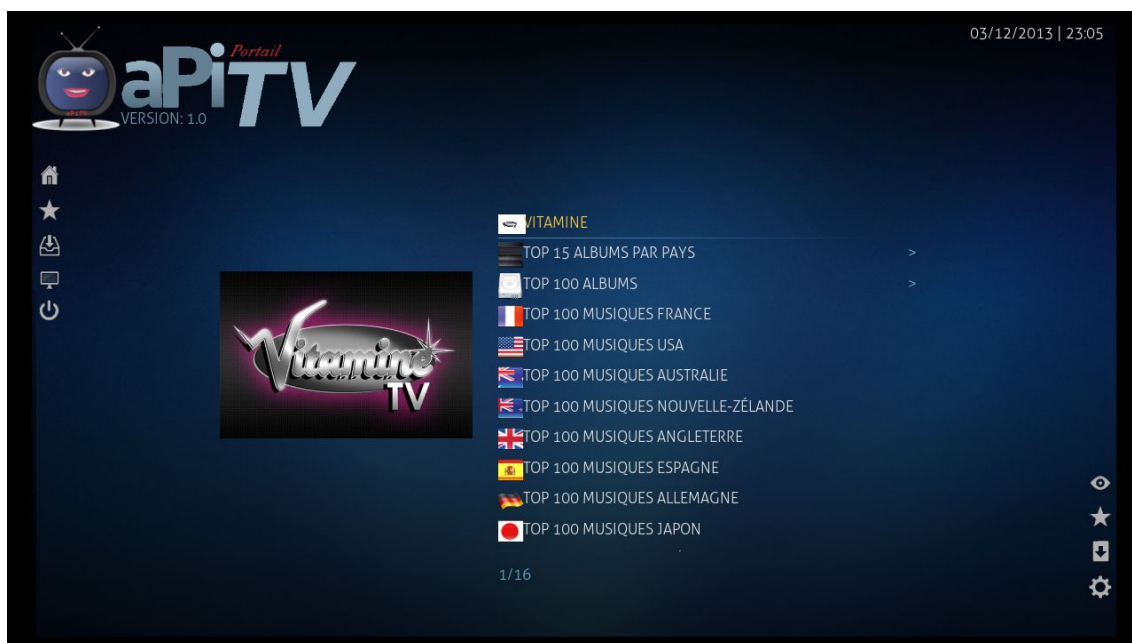 03/12/2013 | 23:05
Portail
aPiTV
VERSION: 1.0
VITAMINE
TOP 15 ALBUMS PAR PAYS >
TOP 100 ALBUMS >
TOP 100 MUSIQUES FRANCE
TOP 100 MUSIQUES USA
TOP 100 MUSIQUES AUSTRALIE
TOP 100 MUSIQUES NOUVELLE-ZÉLANDE
TOP 100 MUSIQUES ANGLETERRE
TOP 100 MUSIQUES ESPAGNE
TOP 100 MUSIQUES ALLEMAGNE
TOP 100 MUSIQUES JAPON
1/16
Vitamine
TV